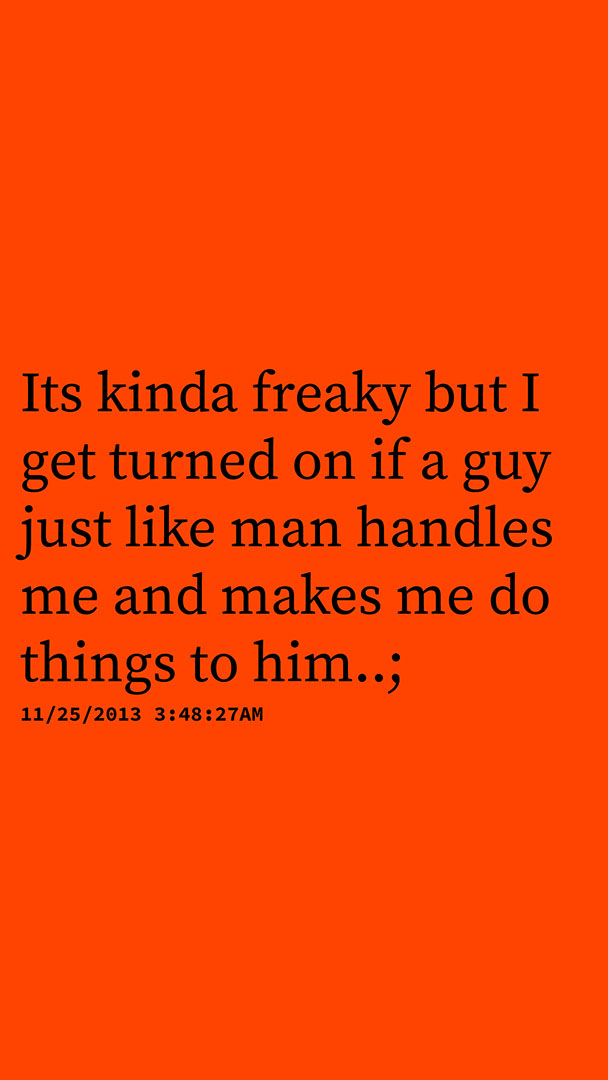 Its kinda freaky but I
get turned on if a guy
just like man handles
me and makes me do
things to him..;
11/25/2013 3:48:27AM